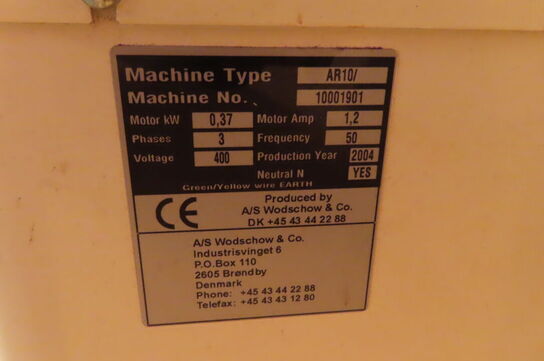 Machine Type AR10/
Machine No. 10001901
Motor kW 0,37 Motor Amp 1,2
Phases 3 Frequency 50
Voltage 400 Production Year 2004
Neutral N YES
Green/Yellow wire EARTH
CE Produced by
A/S Wodschow & Co.
DK +45 43 44 22 88
A/S Wodschow & Co.
Industrisvinget 6
P.O.Box 110
2605 Brøndby
Denmark
Phone: +45 43 44 22 88
Telefax: +45 43 43 12 80